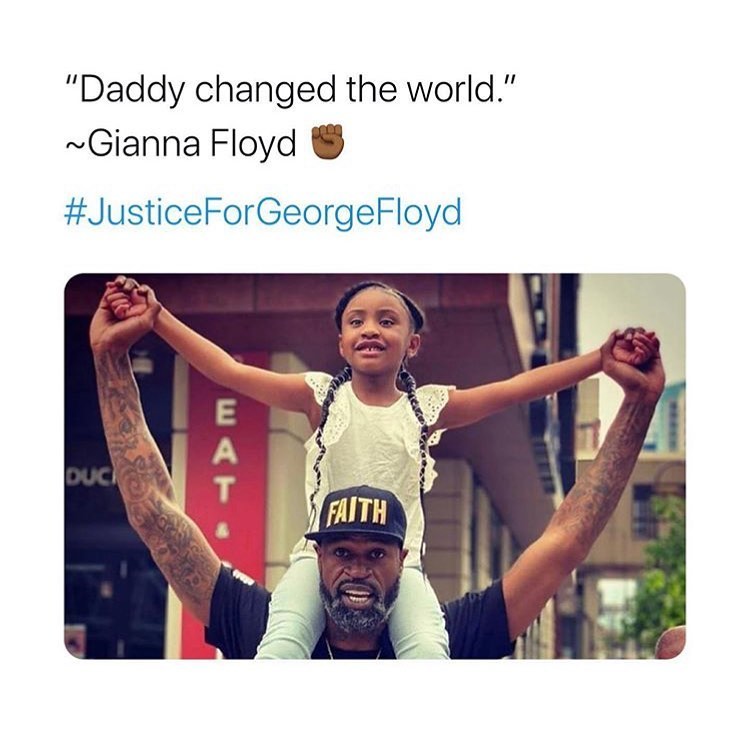 “Daddy changed the world.”
~Gianna Floyd ✊🏾
#JusticeForGeorgeFloyd
EAT &
DUC
FAITH